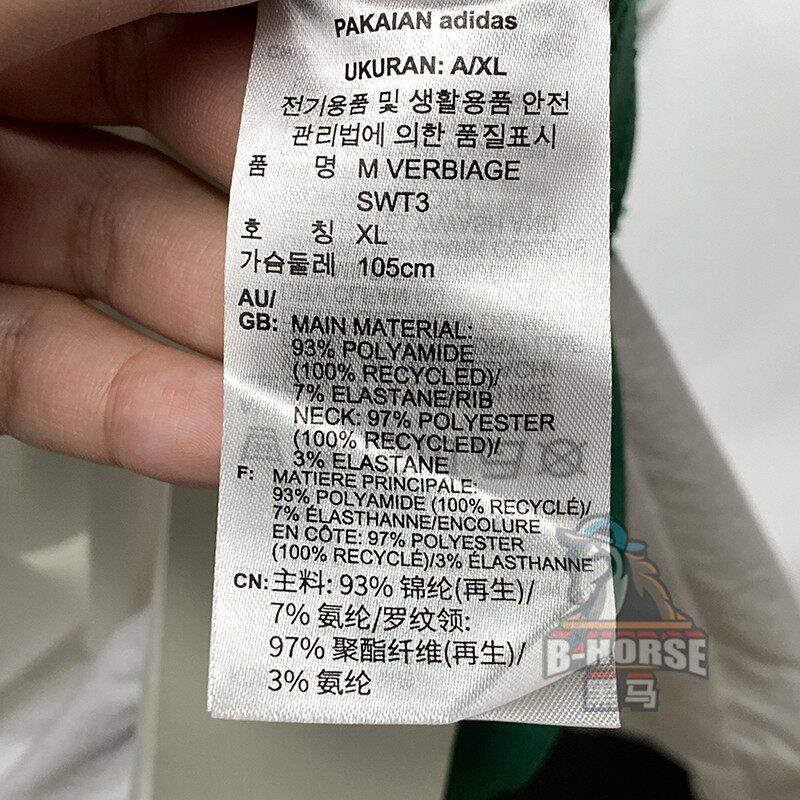 PAKAIAN adidas
UKURAN: A/XL
전기용품 및 생활용품 안전
관리법에 의한 품질표시
품 명 M VERBIAGE
SWT3
호 칭 XL
가슴둘레 105cm
AU/
GB: MAIN MATERIAL:
93% POLYAMIDE
(100% RECYCLED)/
7% ELASTANE/RIB
NECK: 97% POLYESTER
(100% RECYCLED)/
3% ELASTANE
F: MATIERE PRINCIPALE:
93% POLYAMIDE (100% RECYCLÉ)/
7% ÉLASTHANNE/ENCOLURE
EN CÔTE: 97% POLYESTER
(100% RECYCLÉ)/3% ÉLASTHANNE
CN: 主料: 93% 锦纶(再生)/
7% 氨纶/罗纹领:
97% 聚酯纤维(再生)/
3% 氨纶
B-HORSE
黑马